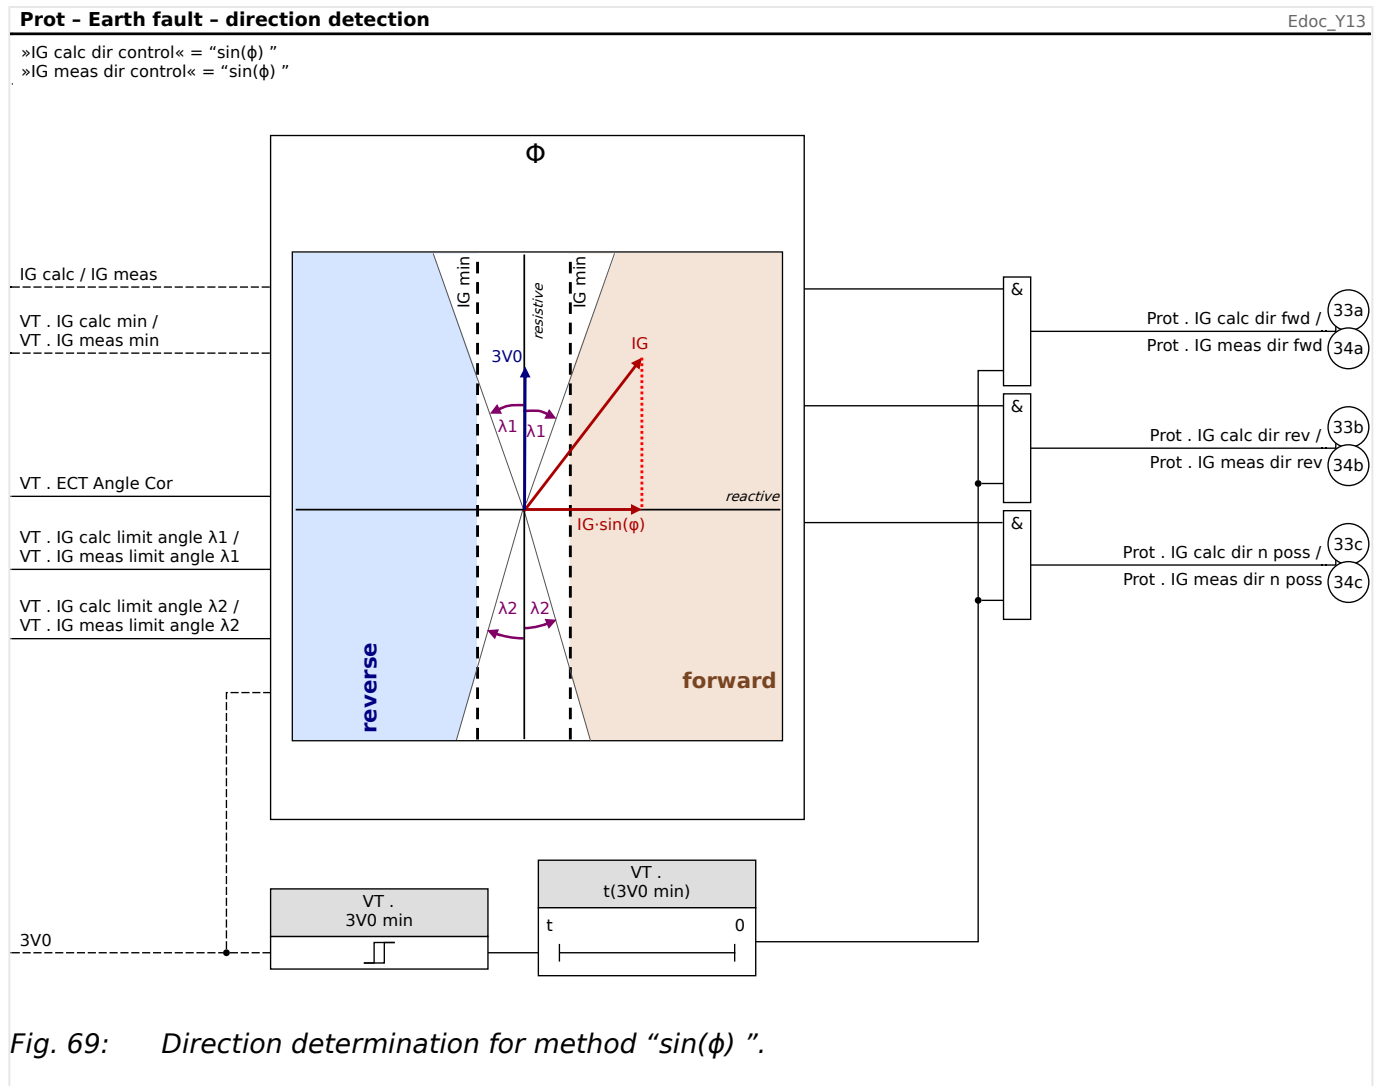 Prot – Earth fault – direction detection
Edoc_Y13
»IG calc dir control« = “sin(ϕ) ”
»IG meas dir control« = “sin(ϕ) ”
Φ
IG calc / IG meas
VT . IG calc min /
VT . IG meas min
VT . ECT Angle Cor
VT . IG calc limit angle λ1 /
VT . IG meas limit angle λ1
VT . IG calc limit angle λ2 /
VT . IG meas limit angle λ2
3V0
IG min
resistive
IG min
3V0
IG
λ1
λ1
reactive
IG·sin(φ)
λ2
λ2
reverse
forward
&
Prot . IG calc dir fwd /
33a
Prot . IG meas dir fwd
34a
&
Prot . IG calc dir rev /
33b
Prot . IG meas dir rev
34b
&
Prot . IG calc dir n poss /
33c
Prot . IG meas dir n poss
34c
VT .
3V0 min
VT .
t(3V0 min)
t
0
Fig. 69: Direction determination for method “sin(ϕ) ”.